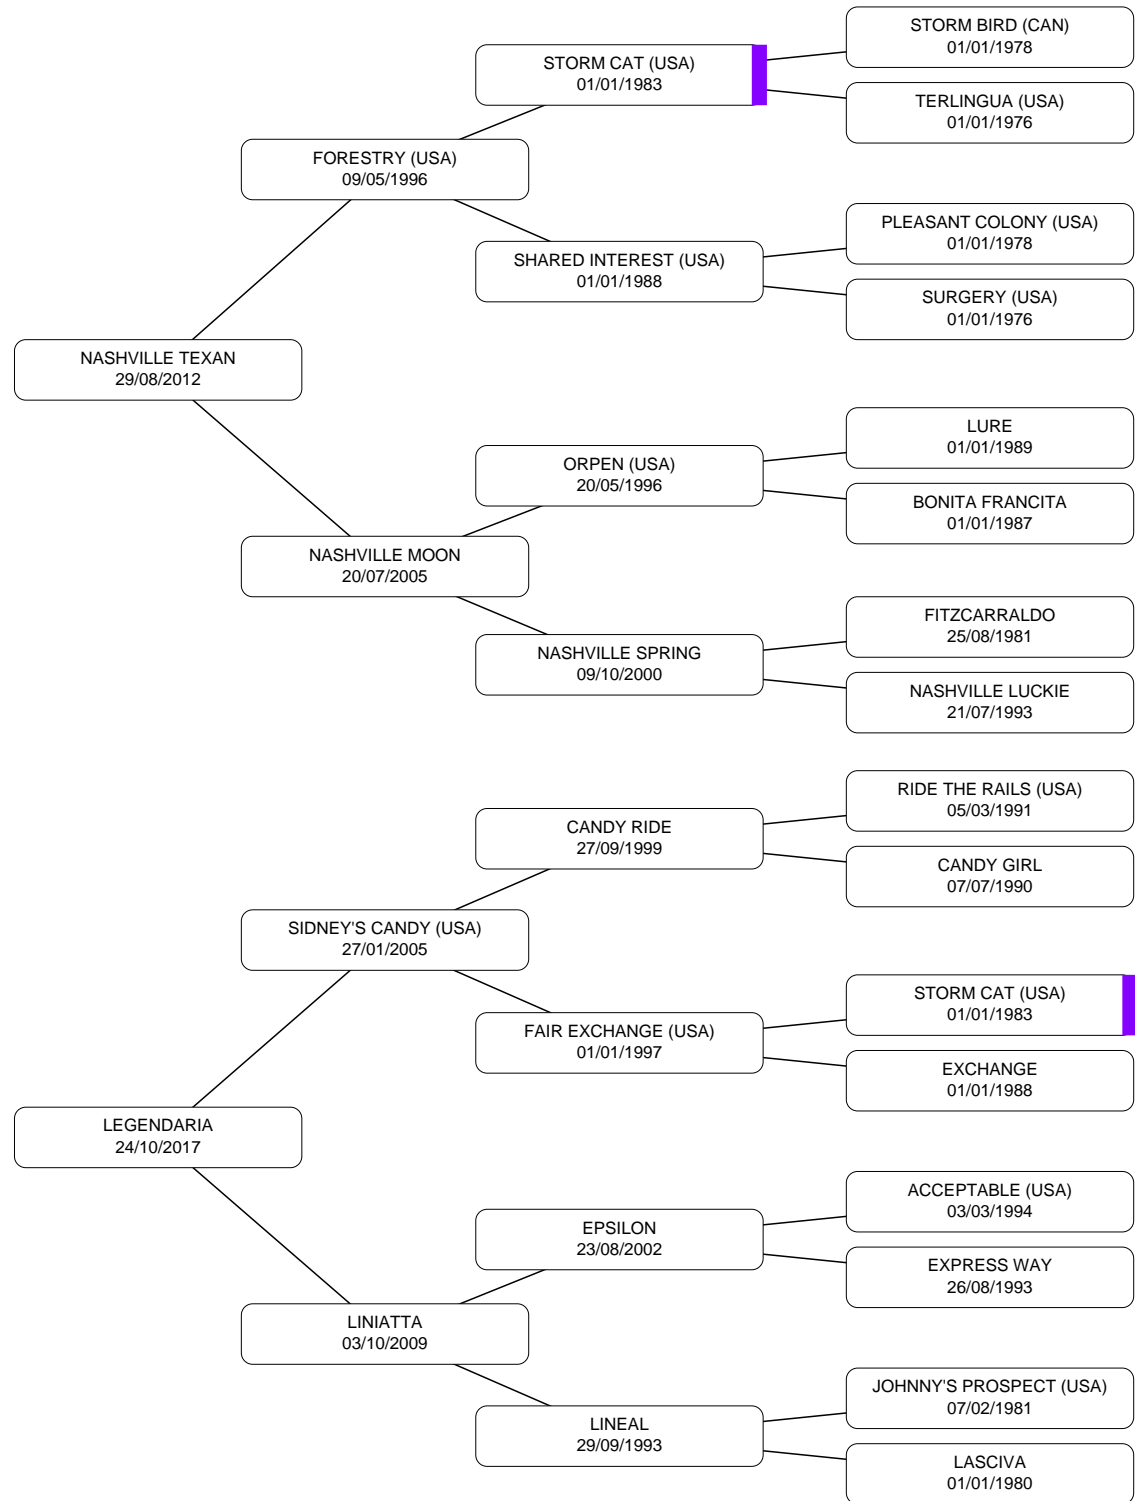 STORM BIRD (CAN)
01/01/1978
STORM CAT (USA)
01/01/1983
TERLINGUA (USA)
01/01/1976
FORESTRY (USA)
09/05/1996
PLEASANT COLONY (USA)
01/01/1978
SHARED INTEREST (USA)
01/01/1988
SURGERY (USA)
01/01/1976
NASHVILLE TEXAN
29/08/2012
LURE
01/01/1989
ORPEN (USA)
20/05/1996
BONITA FRANCITA
01/01/1987
NASHVILLE MOON
20/07/2005
FITZCARRALDO
25/08/1981
NASHVILLE SPRING
09/10/2000
NASHVILLE LUCKIE
21/07/1993
RIDE THE RAILS (USA)
05/03/1991
CANDY RIDE
27/09/1999
CANDY GIRL
07/07/1990
SIDNEY'S CANDY (USA)
27/01/2005
STORM CAT (USA)
01/01/1983
FAIR EXCHANGE (USA)
01/01/1997
EXCHANGE
01/01/1988
LEGENDARIA
24/10/2017
ACCEPTABLE (USA)
03/03/1994
EPSILON
23/08/2002
EXPRESS WAY
26/08/1993
LINIATTA
03/10/2009
JOHNNY'S PROSPECT (USA)
07/02/1981
LINEAL
29/09/1993
LASCIVA
01/01/1980